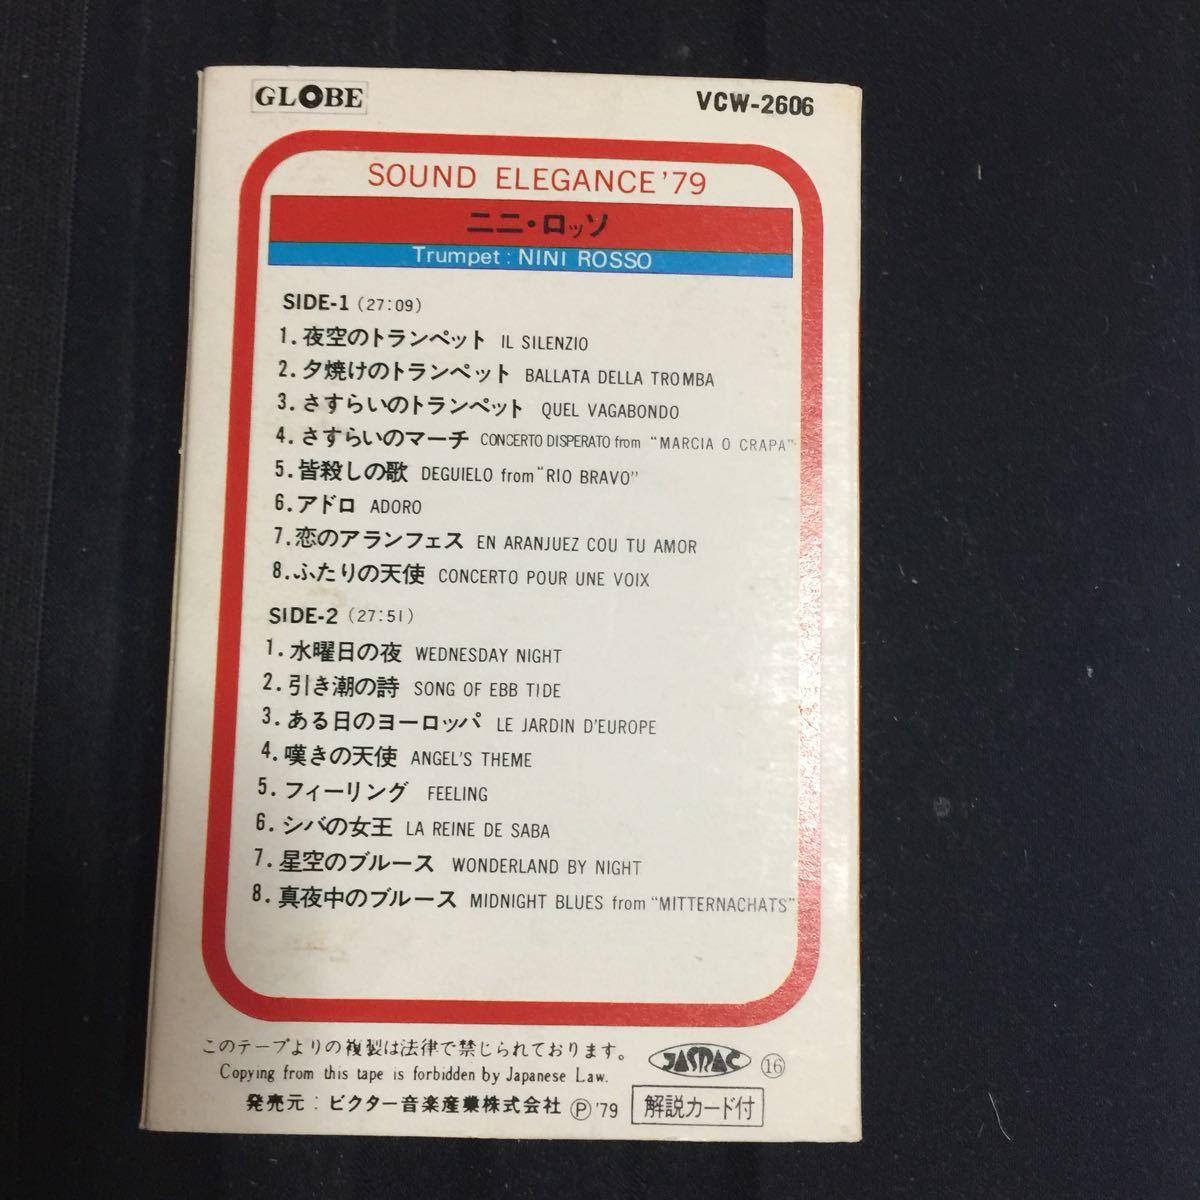 GLOBE
VCW-2606
SOUND ELEGANCE '79
ニニ・ロッソ
Trumpet : NINI ROSSO
SIDE-1 (27:09)
1.夜空のトランペット IL SILENZIO
2.夕焼けのトランペット BALLATA DELLA TROMBA
3.さすらいのトランペット QUEL VAGABONDO
4.さすらいのマーチ CONCERTO DISPERATO from "MARCIA O CRAPA"
5.皆殺しの歌 DEGUIELO from "RIO BRAVO"
6.アドロ ADORO
7.恋のアランフェス EN ARANJUEZ COU TU AMOR
8.ふたりの天使 CONCERTO POUR UNE VOIX
SIDE-2 (27:51)
1.水曜日の夜 WEDNESDAY NIGHT
2.引き潮の詩 SONG OF EBB TIDE
3.ある日のヨーロッパ LE JARDIN D'EUROPE
4.嘆きの天使 ANGEL'S THEME
5.フィーリング FEELING
6.シバの女王 LA REINE DE SABA
7.星空のブルース WONDERLAND BY NIGHT
8.真夜中のブルース MIDNIGHT BLUES from "MITTERNACHATS"
このテープよりの複製は法律で禁じられております。
Copying from this tape is forbidden by Japanese Law.
JASRAC ⑯
発売元：ビクター音楽産業株式会社 Ⓟ'79 解説カード付